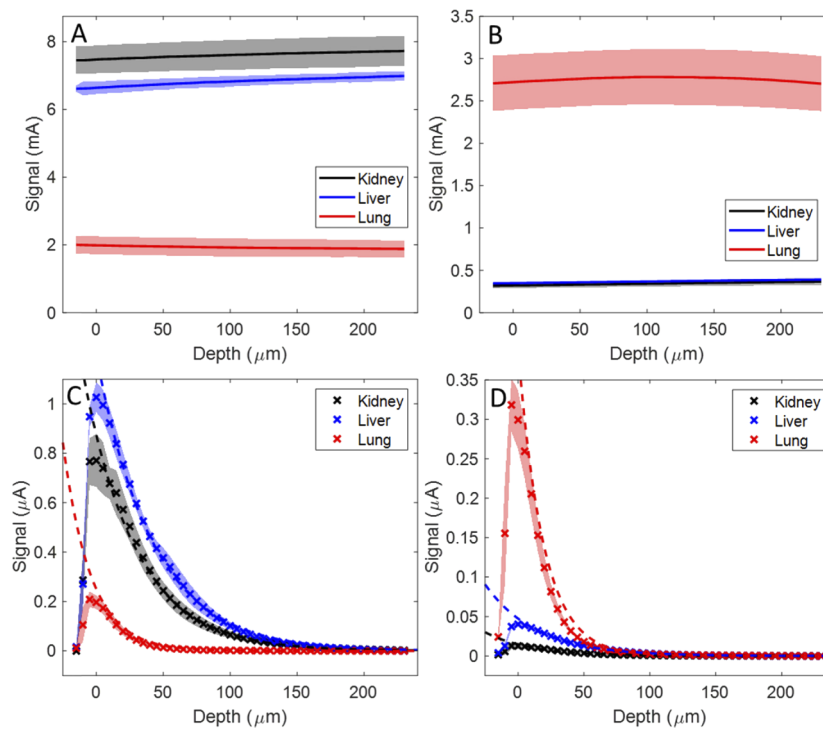 A
8
6
4
2
0
Signal (mA)
Kidney
Liver
Lung
0
50
100
150
200
Depth (μm)
B
3.5
3
2.5
2
1.5
1
0.5
0
Signal (mA)
Kidney
Liver
Lung
0
50
100
150
200
Depth (μm)
C
1
0.8
0.6
0.4
0.2
0
Signal (μA)
Kidney
Liver
Lung
0
50
100
150
200
Depth (μm)
D
0.35
0.3
0.25
0.2
0.15
0.1
0.05
0
Signal (μA)
Kidney
Liver
Lung
0
50
100
150
200
Depth (μm)